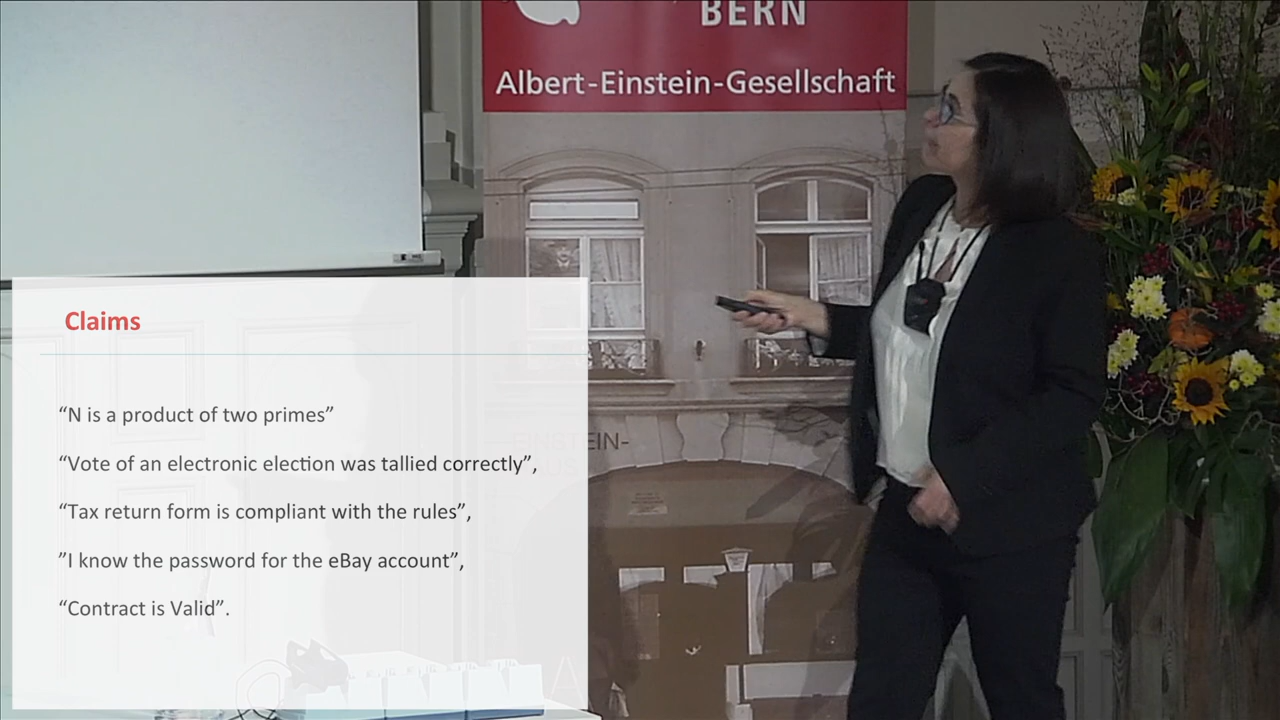 BERN
Albert-Einstein-Gesellschaft
Claims
“N is a product of two primes”
“Vote of an electronic election was tallied correctly”,
“Tax return form is compliant with the rules”,
”I know the password for the eBay account”,
“Contract is Valid”.
EINSTEIN-